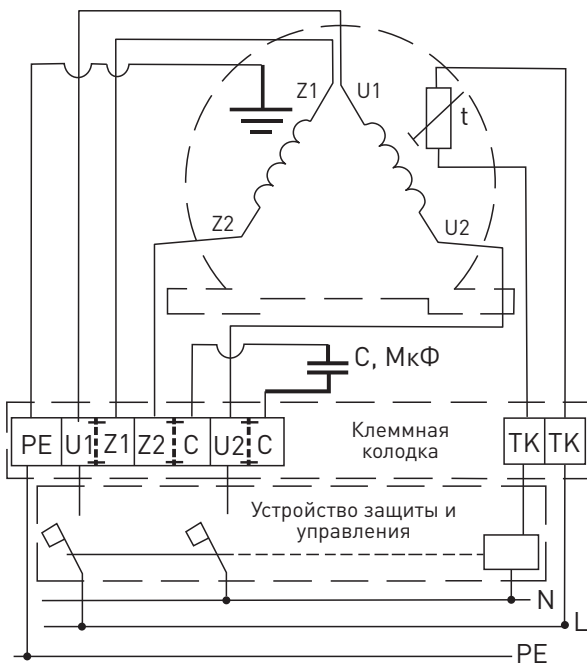 Z1
U1
t
Z2
U2
С, МкФ
PE
U1
Z1
Z2
C
U2
C
Клеммная
колодка
TK
TK
Устройство защиты и
управления
N
L
PE